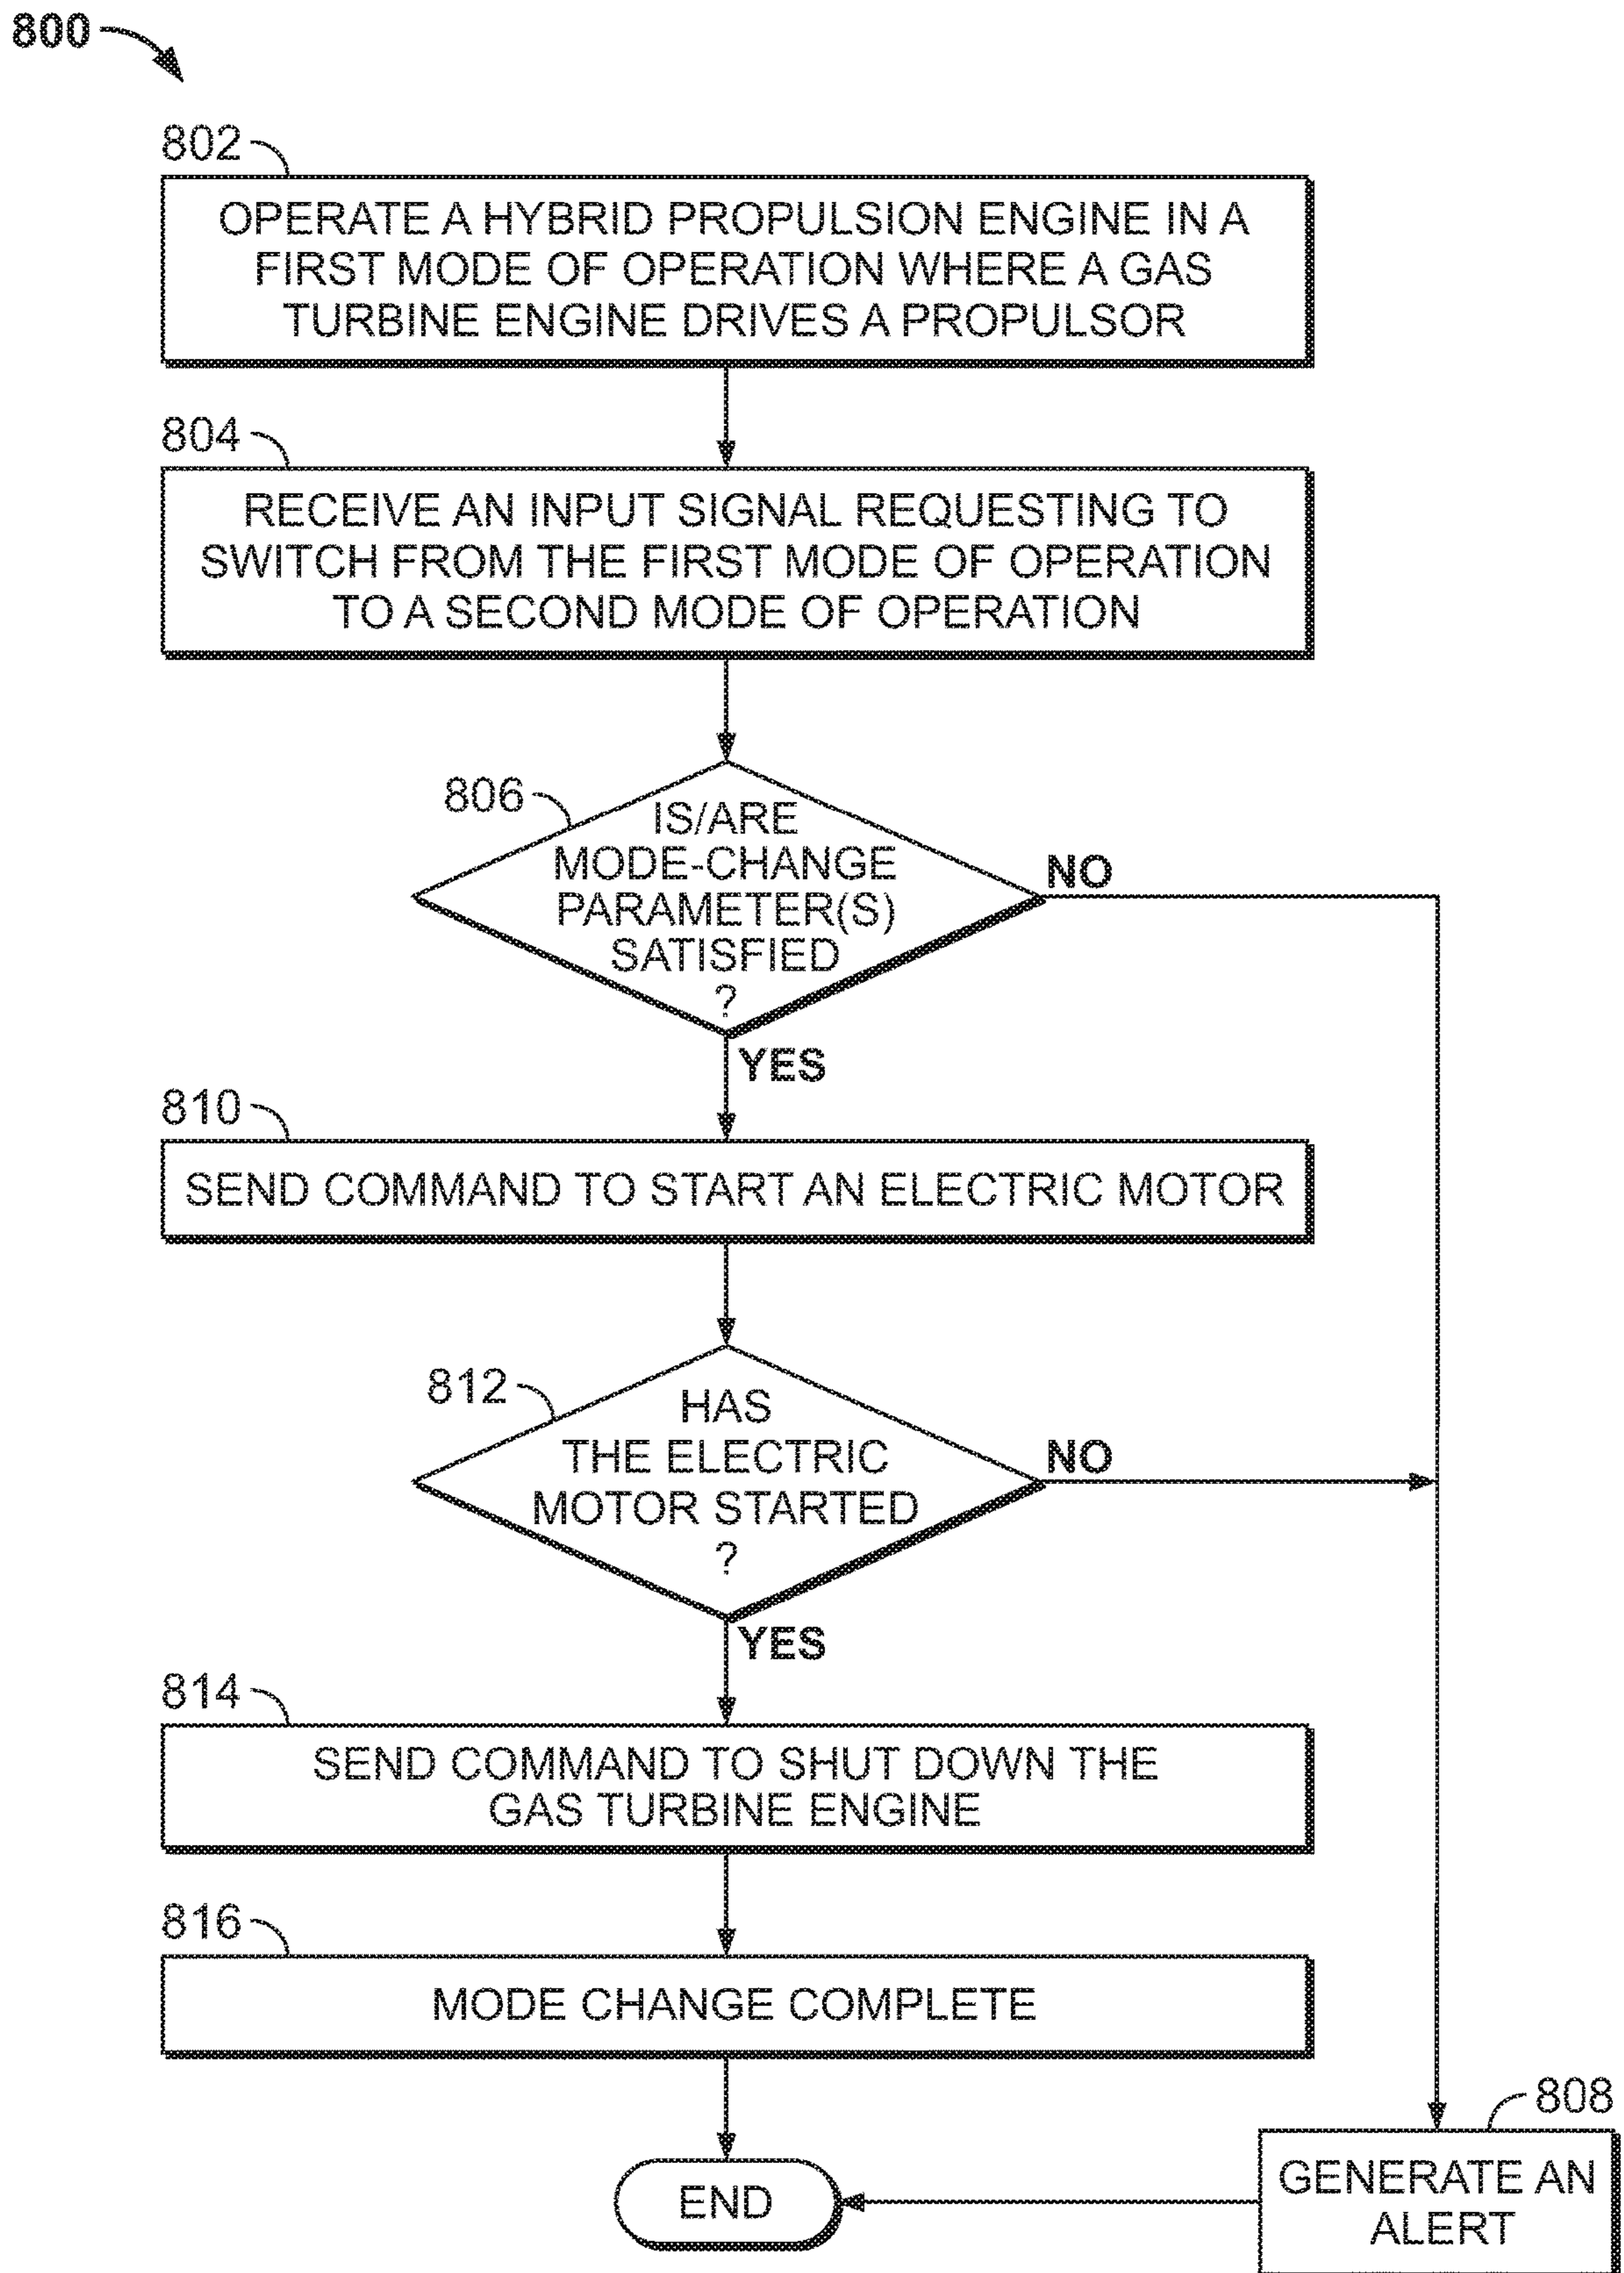 800
802
OPERATE A HYBRID PROPULSION ENGINE IN A
FIRST MODE OF OPERATION WHERE A GAS
TURBINE ENGINE DRIVES A PROPULSOR
804
RECEIVE AN INPUT SIGNAL REQUESTING TO
SWITCH FROM THE FIRST MODE OF OPERATION
TO A SECOND MODE OF OPERATION
806
IS/ARE
MODE-CHANGE
PARAMETER(S)
SATISFIED
?
NO
YES
810
SEND COMMAND TO START AN ELECTRIC MOTOR
812
HAS
THE ELECTRIC
MOTOR STARTED
?
NO
YES
814
SEND COMMAND TO SHUT DOWN THE
GAS TURBINE ENGINE
816
MODE CHANGE COMPLETE
808
GENERATE AN
ALERT
END